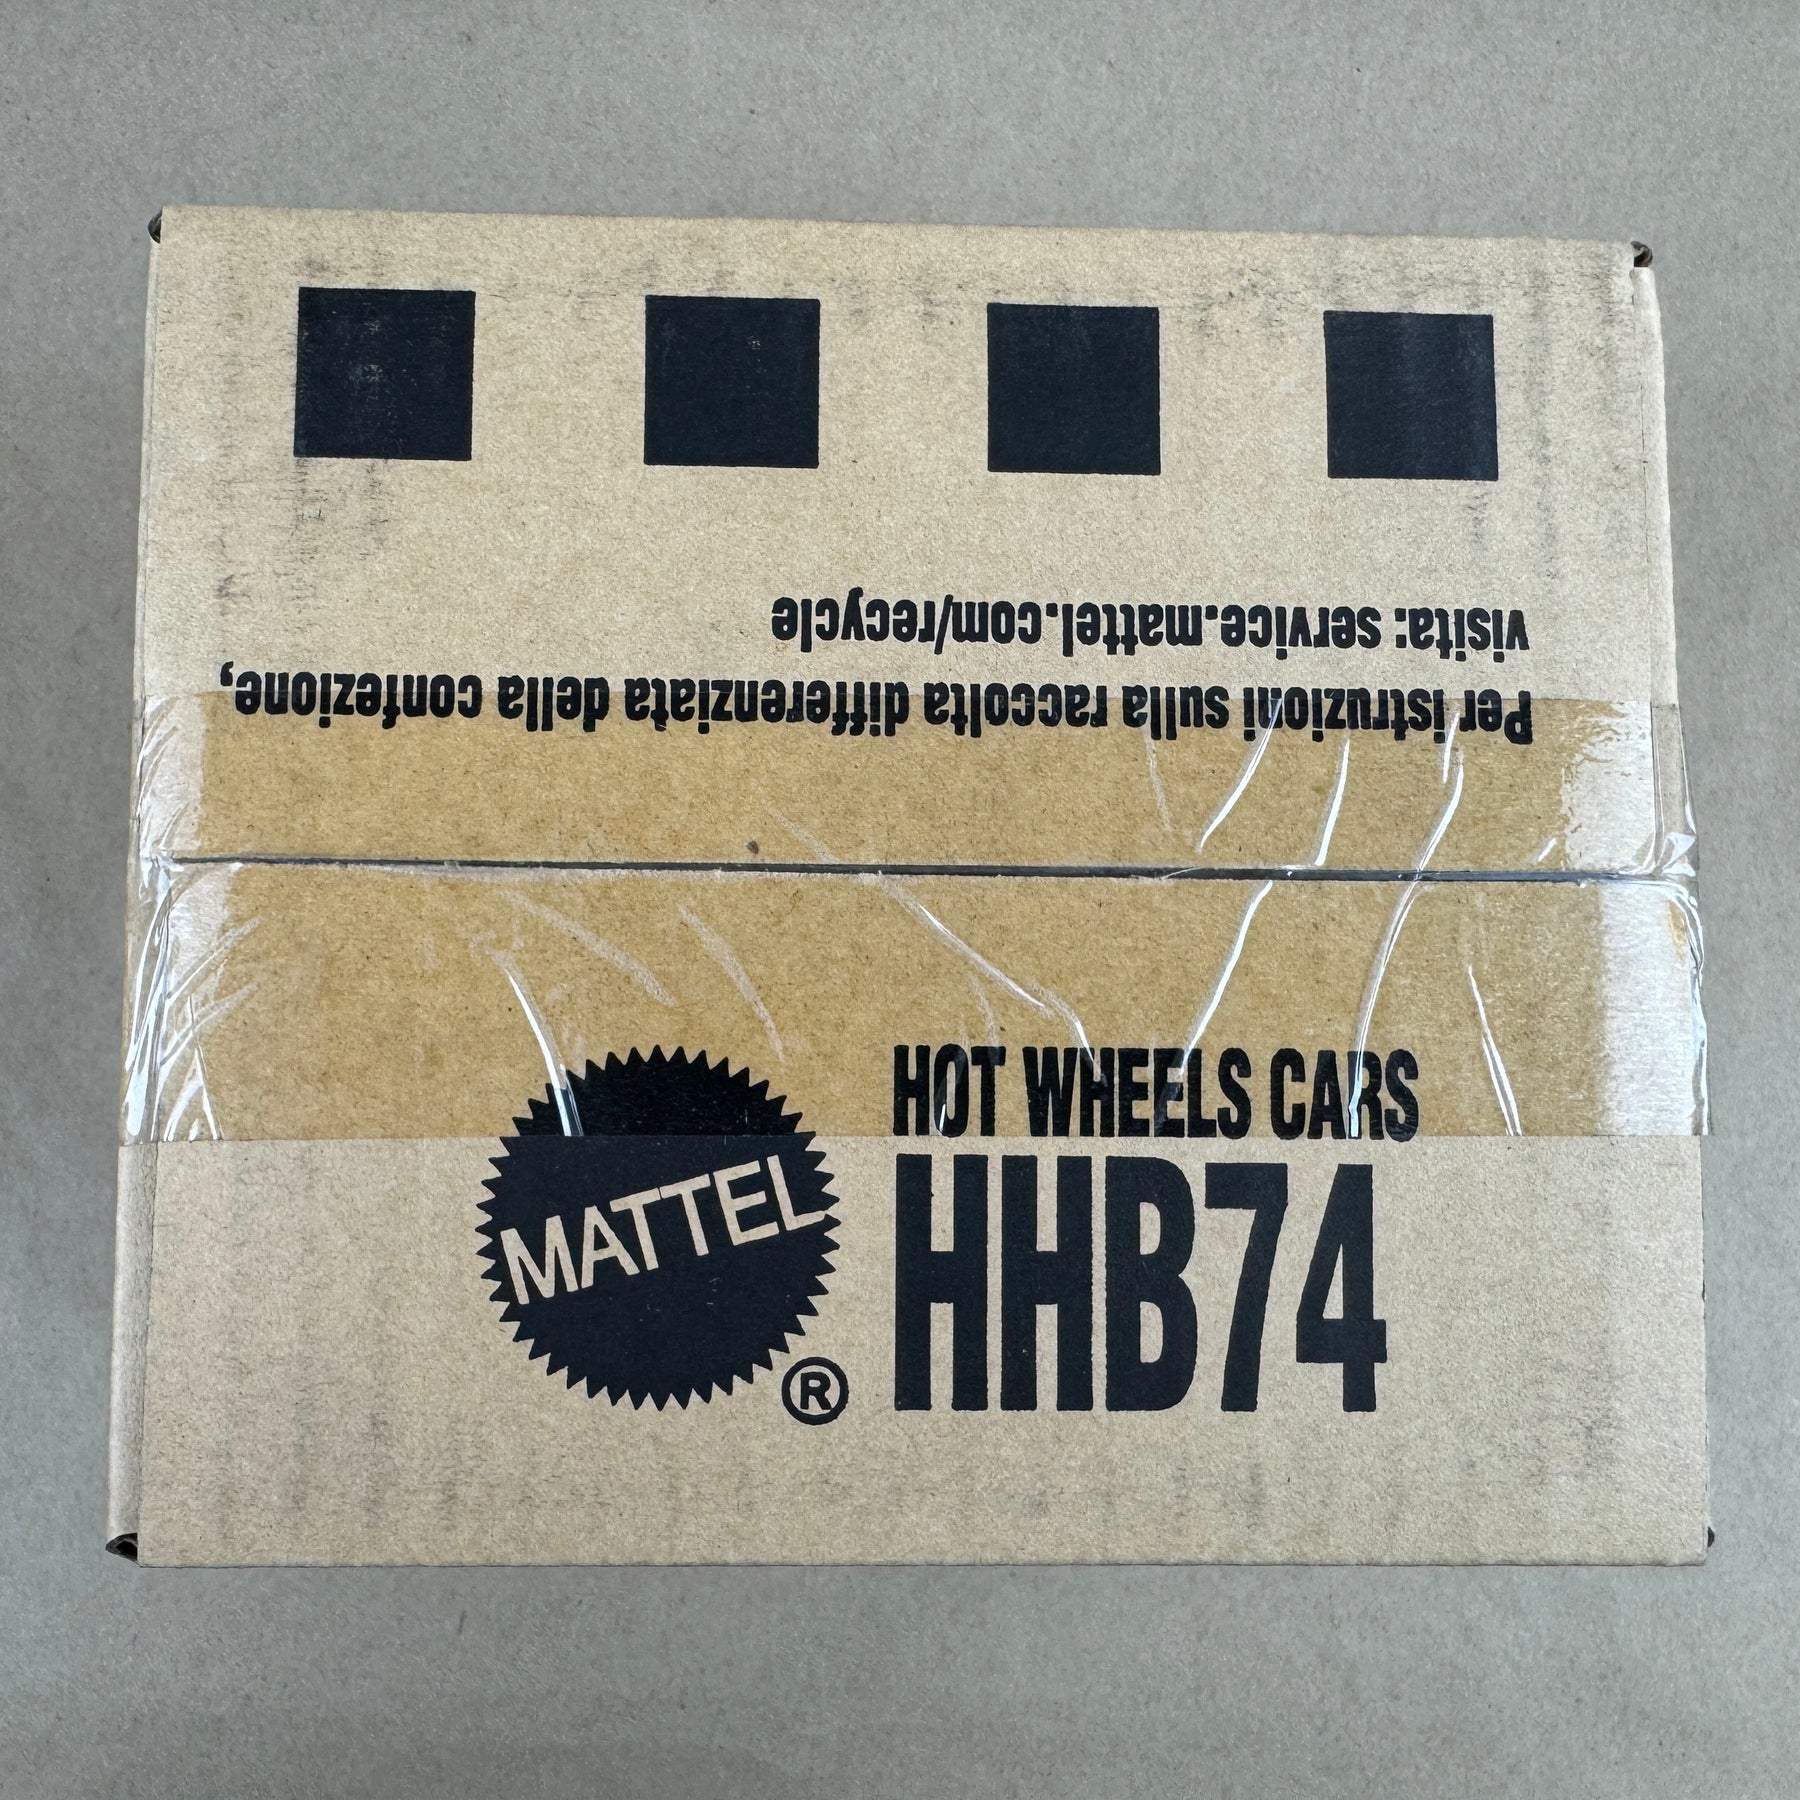 Per istruzioni sulla raccolta differenziata della confezione,
visita: service.mattel.com/recycle
HOT WHEELS CARS
MATTEL
®
HHB74